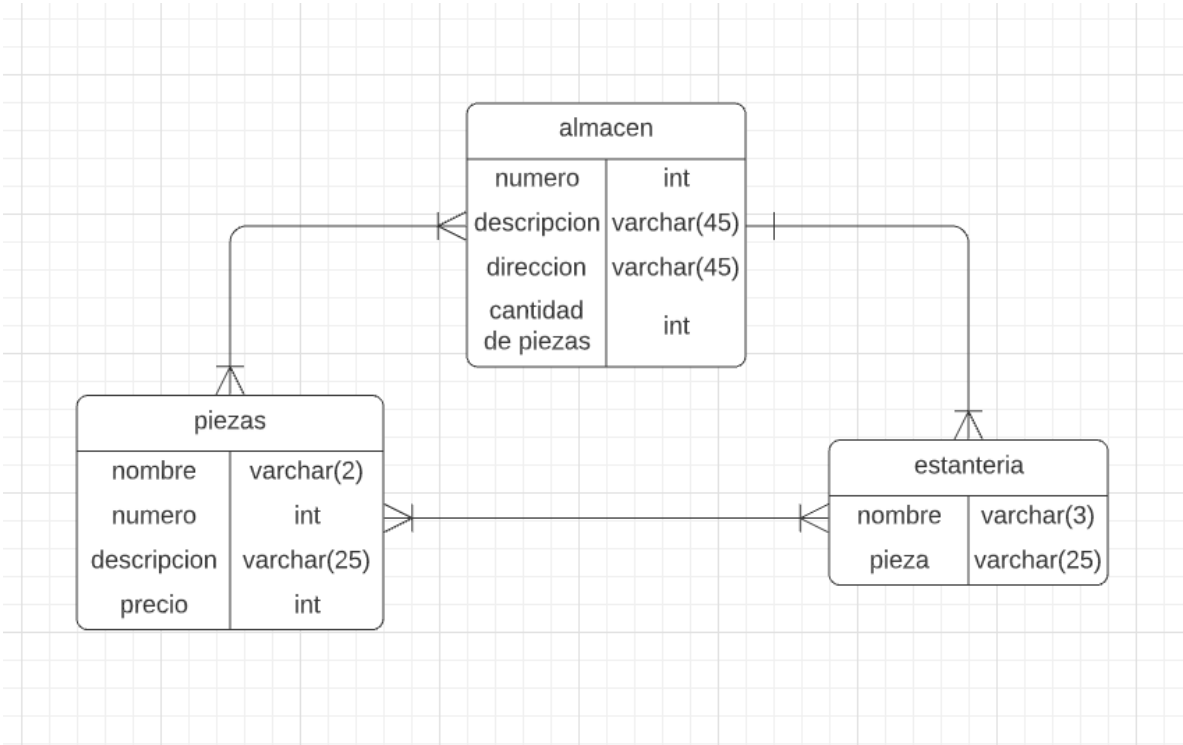 almacen
numero int
descripcion varchar(45)
direccion varchar(45)
cantidad
de piezas int
piezas
nombre varchar(2)
numero int
descripcion varchar(25)
precio int
estanteria
nombre varchar(3)
pieza varchar(25)